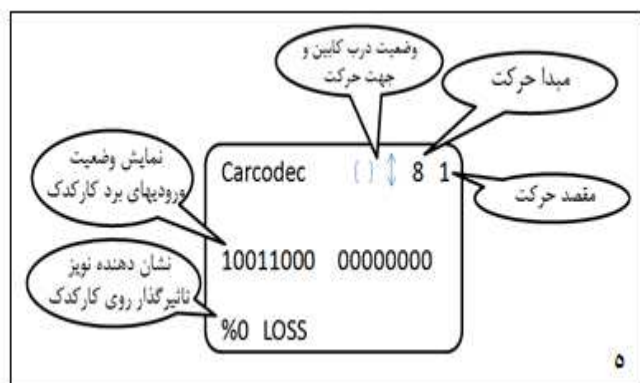 وضعیت درب کابین و
جهت حرکت
مبدا حرکت
نمایش وضعیت
ورودیهای برد کارکدک
Carcodec ( ) ↕ 8 1
مقصد حرکت
10011000 00000000
نشان دهنده نویز
تاثیرگذار روی کارکدک
%0 LOSS
۵